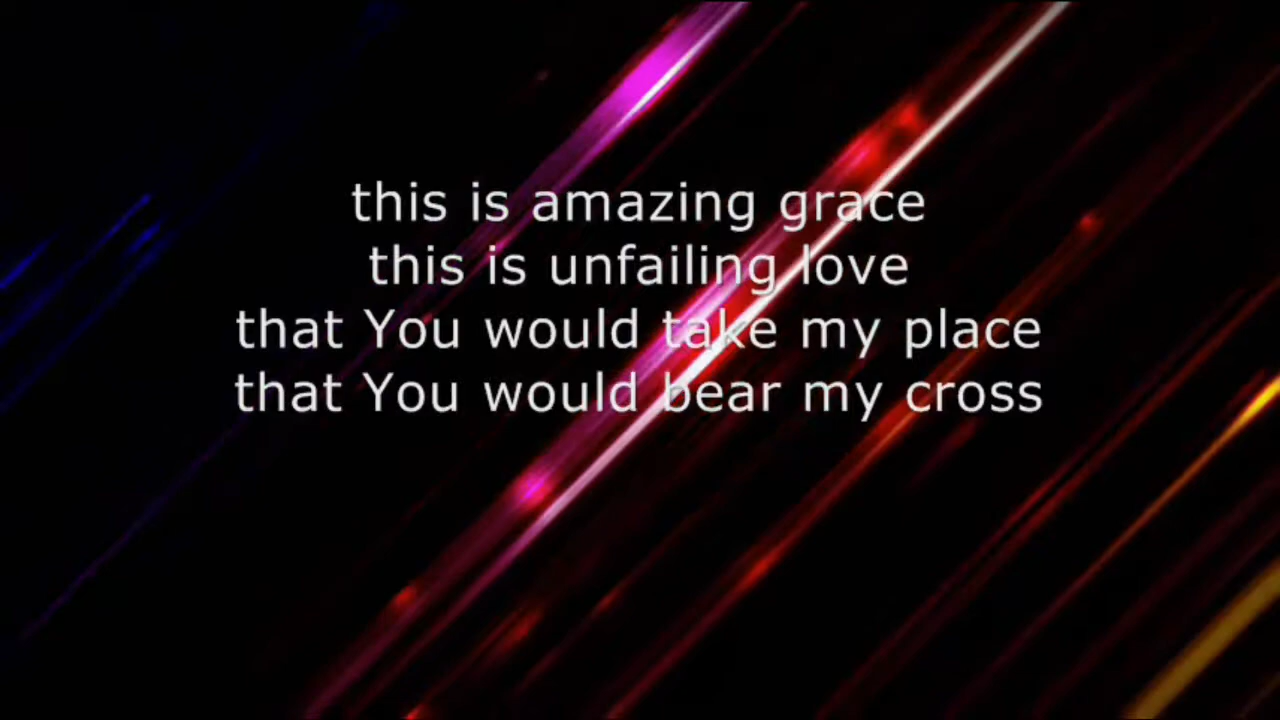 this is amazing grace
this is unfailing love
that You would take my place
that You would bear my cross